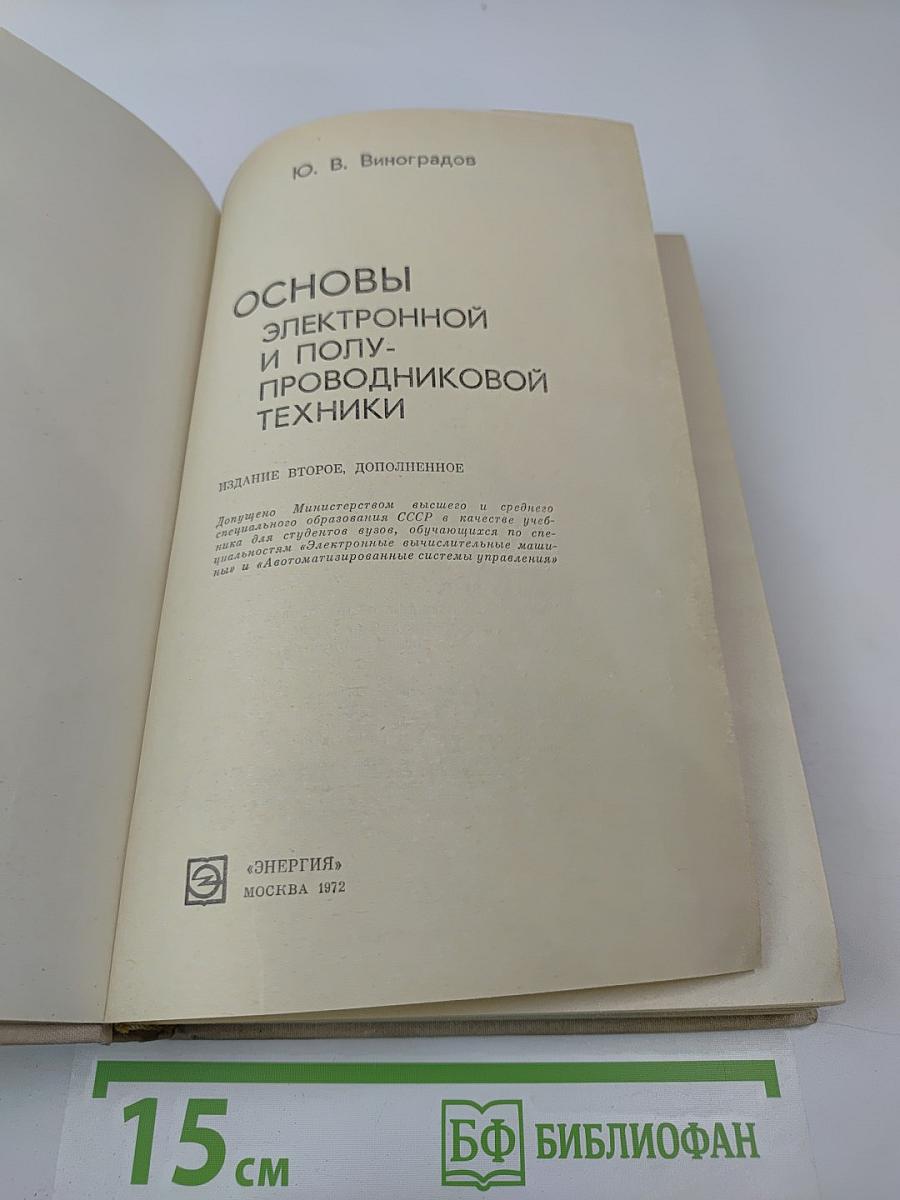 Ю. В. Виноградов
ОСНОВЫ
ЭЛЕКТРОННОЙ
И ПОЛУ-
ПРОВОДНИКОВОЙ
ТЕХНИКИ
ИЗДАНИЕ ВТОРОЕ, ДОПОЛНЕННОЕ
Допущено Министерством высшего и среднего
специального образования СССР в качестве учеб-
ника для студентов вузов, обучающихся по спе-
циальностям «Электронные вычислительные маши-
ны» и «Авотоматизированные системы управления»
«ЭНЕРГИЯ»
МОСКВА 1972
15 см
БФ БИБЛИОФАН